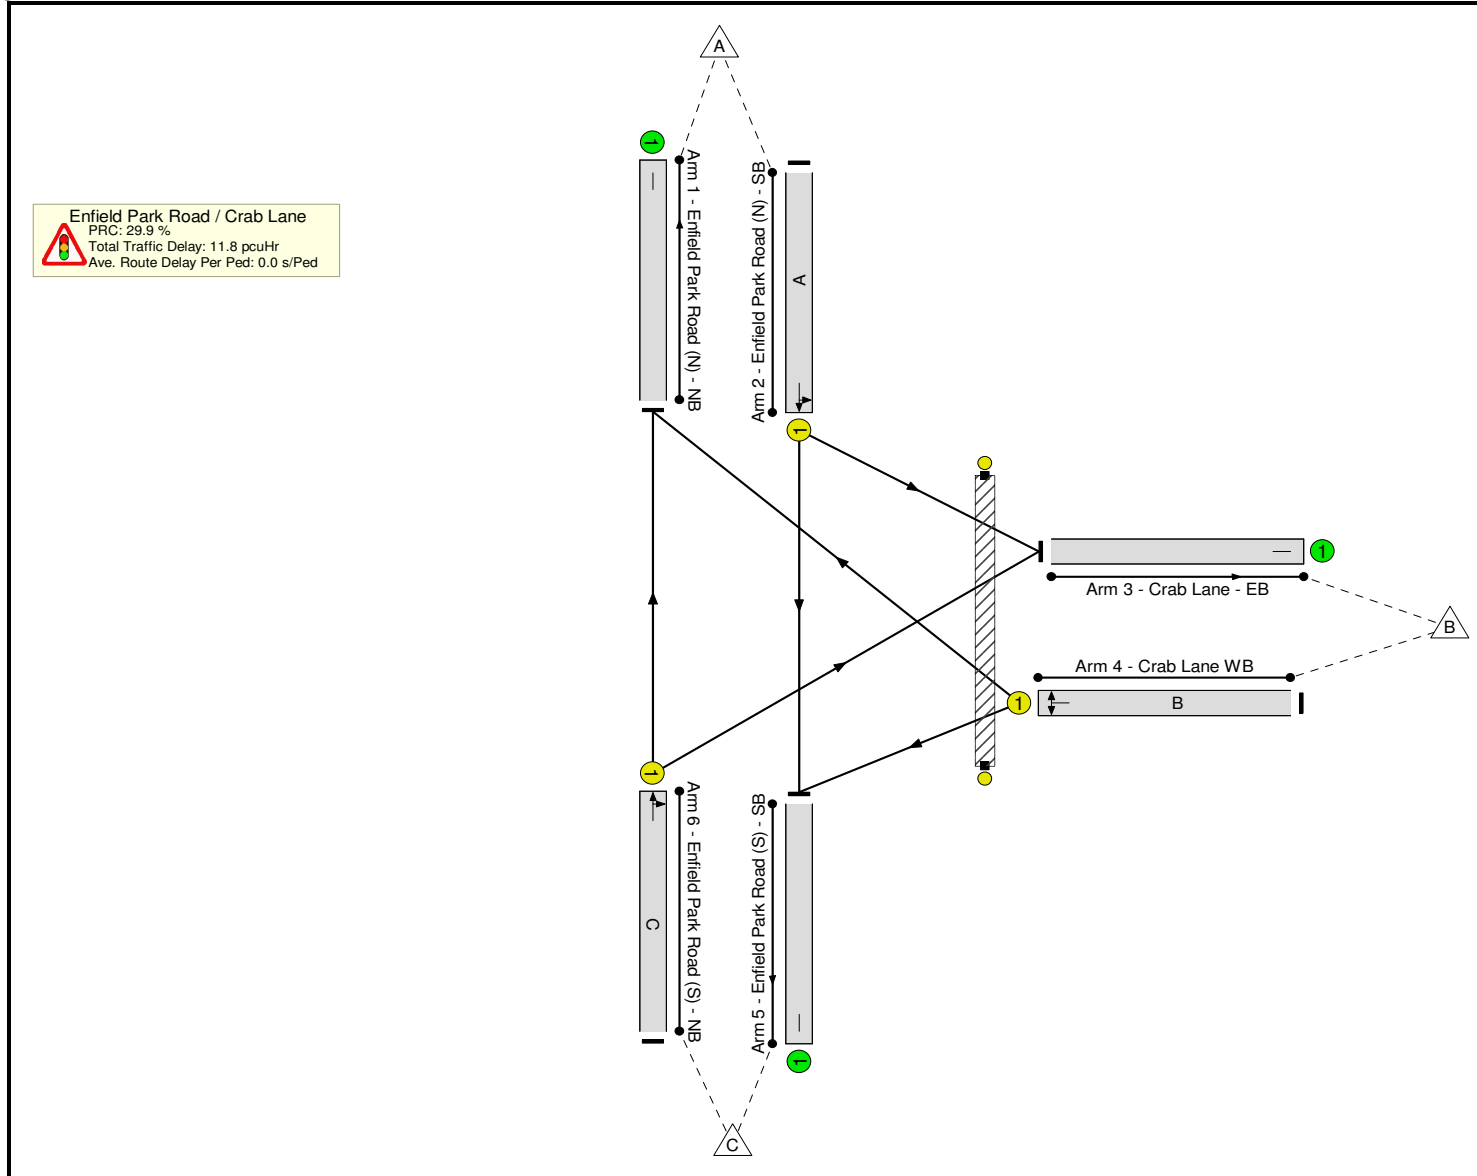 A
1
Arm 1 - Enfield Park Road (N) - NB
Arm 2 - Enfield Park Road (N) - SB
A
1
Enfield Park Road / Crab Lane
PRC: 29.9 %
Total Traffic Delay: 11.8 pcuHr
Ave. Route Delay Per Ped: 0.0 s/Ped
1
Arm 3 - Crab Lane - EB
B
Arm 4 - Crab Lane WB
1
B
1
Arm 6 - Enfield Park Road (S) - NB
Arm 5 - Enfield Park Road (S) - SB
C
1
C